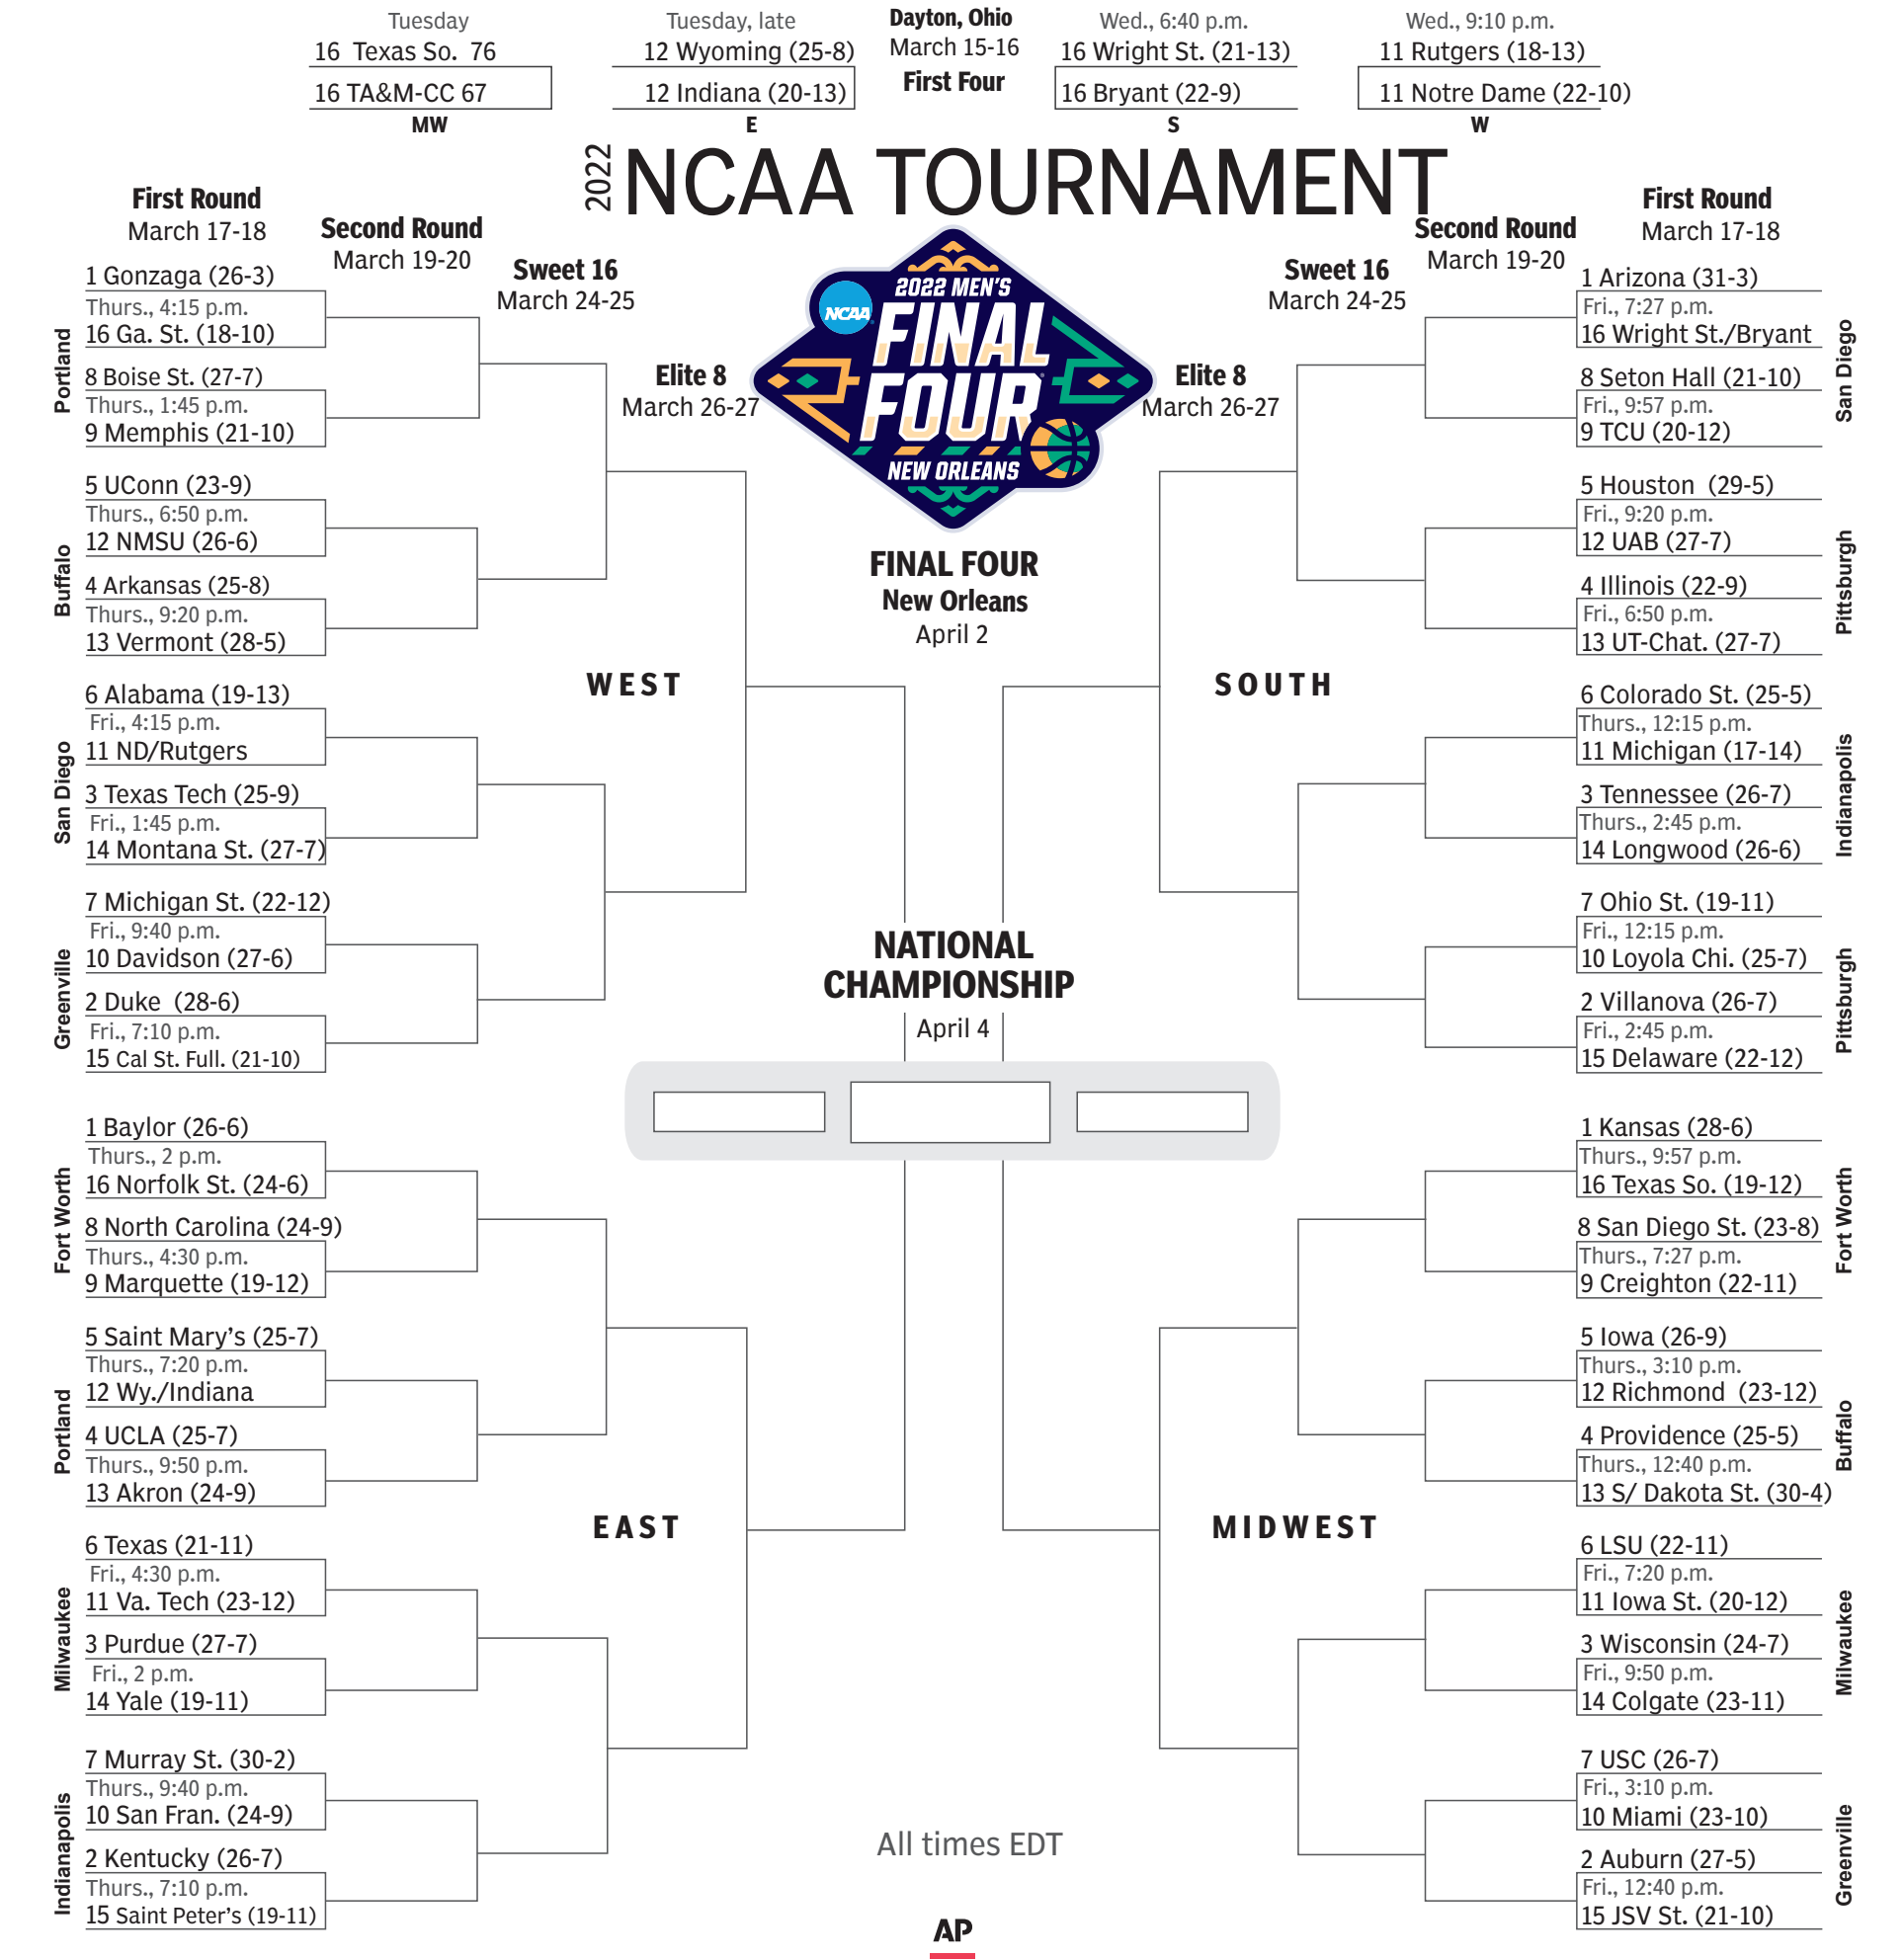 Tuesday
16 Texas So. 76
16 TA&M-CC 67
MW
Tuesday, late
12 Wyoming (25-8)
12 Indiana (20-13)
E
Dayton, Ohio
March 15-16
First Four
Wed., 6:40 p.m.
16 Wright St. (21-13)
16 Bryant (22-9)
S
Wed., 9:10 p.m.
11 Rutgers (18-13)
11 Notre Dame (22-10)
W
2022
NCAA TOURNAMENT
First Round
March 17-18
Second Round
March 19-20
Sweet 16
March 24-25
Elite 8
March 26-27
NCAA
2022 MEN'S
FINAL
FOUR
NEW ORLEANS
Elite 8
March 26-27
Sweet 16
March 24-25
Second Round
March 19-20
First Round
March 17-18
Portland
1 Gonzaga (26-3)
Thurs., 4:15 p.m.
16 Ga. St. (18-10)
8 Boise St. (27-7)
Thurs., 1:45 p.m.
9 Memphis (21-10)
Buffalo
5 UConn (23-9)
Thurs., 6:50 p.m.
12 NMSU (26-6)
4 Arkansas (25-8)
Thurs., 9:20 p.m.
13 Vermont (28-5)
San Diego
6 Alabama (19-13)
Fri., 4:15 p.m.
11 ND/Rutgers
3 Texas Tech (25-9)
Fri., 1:45 p.m.
14 Montana St. (27-7)
Greenville
7 Michigan St. (22-12)
Fri., 9:40 p.m.
10 Davidson (27-6)
2 Duke (28-6)
Fri., 7:10 p.m.
15 Cal St. Full. (21-10)
WEST
FINAL FOUR
New Orleans
April 2
SOUTH
San Diego
1 Arizona (31-3)
Fri., 7:27 p.m.
16 Wright St./Bryant
8 Seton Hall (21-10)
Fri., 9:57 p.m.
9 TCU (20-12)
Pittsburgh
5 Houston (29-5)
Fri., 9:20 p.m.
12 UAB (27-7)
4 Illinois (22-9)
Fri., 6:50 p.m.
13 UT-Chat. (27-7)
Indianapolis
6 Colorado St. (25-5)
Thurs., 12:15 p.m.
11 Michigan (17-14)
3 Tennessee (26-7)
Thurs., 2:45 p.m.
14 Longwood (26-6)
Pittsburgh
7 Ohio St. (19-11)
Fri., 12:15 p.m.
10 Loyola Chi. (25-7)
2 Villanova (26-7)
Fri., 2:45 p.m.
15 Delaware (22-12)
NATIONAL
CHAMPIONSHIP
April 4
Fort Worth
1 Baylor (26-6)
Thurs., 2 p.m.
16 Norfolk St. (24-6)
8 North Carolina (24-9)
Thurs., 4:30 p.m.
9 Marquette (19-12)
Portland
5 Saint Mary's (25-7)
Thurs., 7:20 p.m.
12 Wy./Indiana
4 UCLA (25-7)
Thurs., 9:50 p.m.
13 Akron (24-9)
Milwaukee
6 Texas (21-11)
Fri., 4:30 p.m.
11 Va. Tech (23-12)
3 Purdue (27-7)
Fri., 2 p.m.
14 Yale (19-11)
Indianapolis
7 Murray St. (30-2)
Thurs., 9:40 p.m.
10 San Fran. (24-9)
2 Kentucky (26-7)
Thurs., 7:10 p.m.
15 Saint Peter's (19-11)
EAST
MIDWEST
Fort Worth
1 Kansas (28-6)
Thurs., 9:57 p.m.
16 Texas So. (19-12)
8 San Diego St. (23-8)
Thurs., 7:27 p.m.
9 Creighton (22-11)
Buffalo
5 Iowa (26-9)
Thurs., 3:10 p.m.
12 Richmond (23-12)
4 Providence (25-5)
Thurs., 12:40 p.m.
13 S/ Dakota St. (30-4)
Milwaukee
6 LSU (22-11)
Fri., 7:20 p.m.
11 Iowa St. (20-12)
3 Wisconsin (24-7)
Fri., 9:50 p.m.
14 Colgate (23-11)
Greenville
7 USC (26-7)
Fri., 3:10 p.m.
10 Miami (23-10)
2 Auburn (27-5)
Fri., 12:40 p.m.
15 JSV St. (21-10)
All times EDT
AP